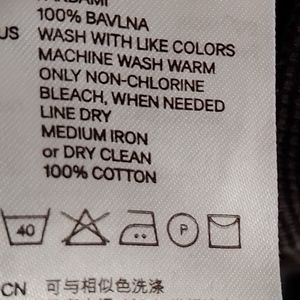 100% BAVLNA
US WASH WITH LIKE COLORS
MACHINE WASH WARM
ONLY NON-CHLORINE
BLEACH, WHEN NEEDED
LINE DRY
MEDIUM IRON
or DRY CLEAN
100% COTTON
40 P
CN 可与相似色洗涤